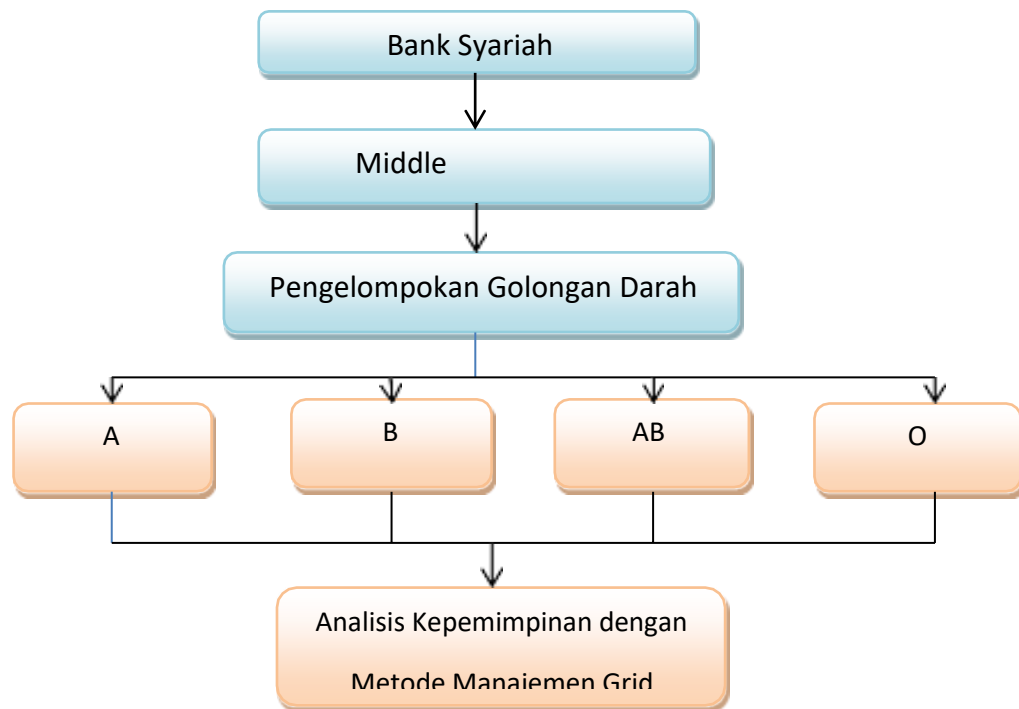 Bank Syariah
Middle
Pengelompokan Golongan Darah
A
B
AB
O
Analisis Kepemimpinan dengan
Metode Manajemen Grid